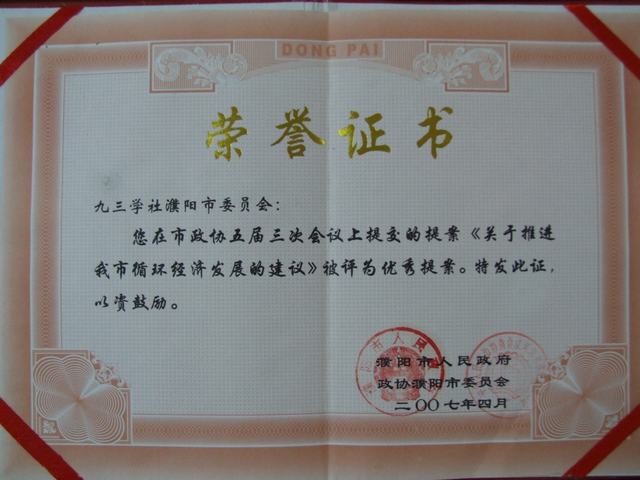 DONG PAI
荣誉证书
九三学社濮阳市委员会：
您在市政协五届三次会议上提交的提案《关于推进
我市循环经济发展的建议》被评为优秀提案。特发此证，
以资鼓励。
濮阳市人民政府
政协濮阳市委员会
二〇〇七年四月